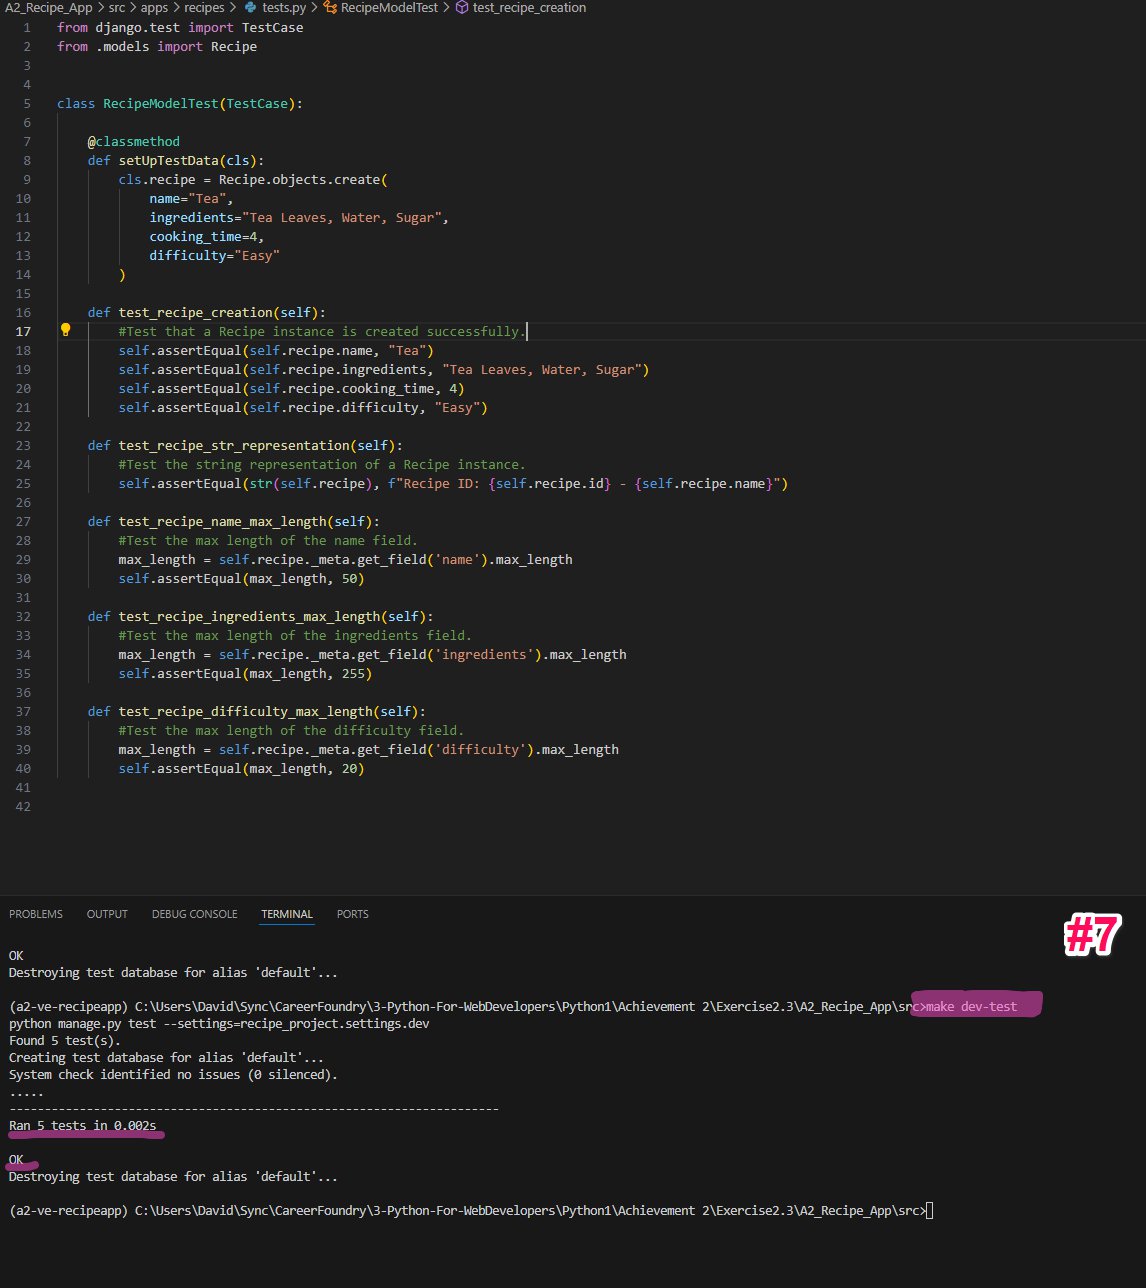 A2_Recipe_App > src > apps > recipes > tests.py > RecipeModelTest > test_recipe_creation
1 from django.test import TestCase
2 from .models import Recipe
3
4
5 class RecipeModelTest(TestCase):
6
7 @classmethod
8 def setUpTestData(cls):
9 cls.recipe = Recipe.objects.create(
10 name="Tea",
11 ingredients="Tea Leaves, Water, Sugar",
12 cooking_time=4,
13 difficulty="Easy"
14 )
15
16 def test_recipe_creation(self):
17 #Test that a Recipe instance is created successfully.
18 self.assertEqual(self.recipe.name, "Tea")
19 self.assertEqual(self.recipe.ingredients, "Tea Leaves, Water, Sugar")
20 self.assertEqual(self.recipe.cooking_time, 4)
21 self.assertEqual(self.recipe.difficulty, "Easy")
22
23 def test_recipe_str_representation(self):
24 #Test the string representation of a Recipe instance.
25 self.assertEqual(str(self.recipe), f"Recipe ID: {self.recipe.id} - {self.recipe.name}")
26
27 def test_recipe_name_max_length(self):
28 #Test the max length of the name field.
29 max_length = self.recipe._meta.get_field('name').max_length
30 self.assertEqual(max_length, 50)
31
32 def test_recipe_ingredients_max_length(self):
33 #Test the max length of the ingredients field.
34 max_length = self.recipe._meta.get_field('ingredients').max_length
35 self.assertEqual(max_length, 255)
36
37 def test_recipe_difficulty_max_length(self):
38 #Test the max length of the difficulty field.
39 max_length = self.recipe._meta.get_field('difficulty').max_length
40 self.assertEqual(max_length, 20)
41
42
PROBLEMS OUTPUT DEBUG CONSOLE TERMINAL PORTS
#7
OK
Destroying test database for alias 'default'...
(a2-ve-recipeapp) C:\Users\David\Sync\CareerFoundry\3-Python-For-WebDevelopers\Python1\Achievement 2\Exercise2.3\A2_Recipe_App\src>make dev-test
python manage.py test --settings=recipe_project.settings.dev
Found 5 test(s).
Creating test database for alias 'default'...
System check identified no issues (0 silenced).
.....
----------------------------------------------------------------------
Ran 5 tests in 0.002s
OK
Destroying test database for alias 'default'...
(a2-ve-recipeapp) C:\Users\David\Sync\CareerFoundry\3-Python-For-WebDevelopers\Python1\Achievement 2\Exercise2.3\A2_Recipe_App\src>